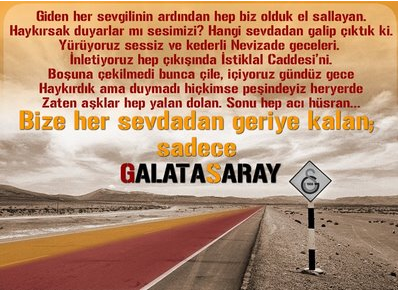 Giden her sevgilinin ardından hep biz olduk el sallayan.
Haykırsak duyarlar mı sesimizi? Hangi sevdadan galip çıktık ki.
Yürüyoruz sessiz ve kederli Nevizade geceleri.
İnletiyoruz hep çıkışında İstiklal Caddesi'ni.
Boşuna çekilmedi bunca çile, içiyoruz gündüz gece
Haykırdık ama duymadı hiçkimse peşindeyiz heryerde
Zaten aşklar hep yalan dolan. Sonu hep acı hüsran...
Bize her sevdadan geriye kalan,
sadece
GALATASARAY